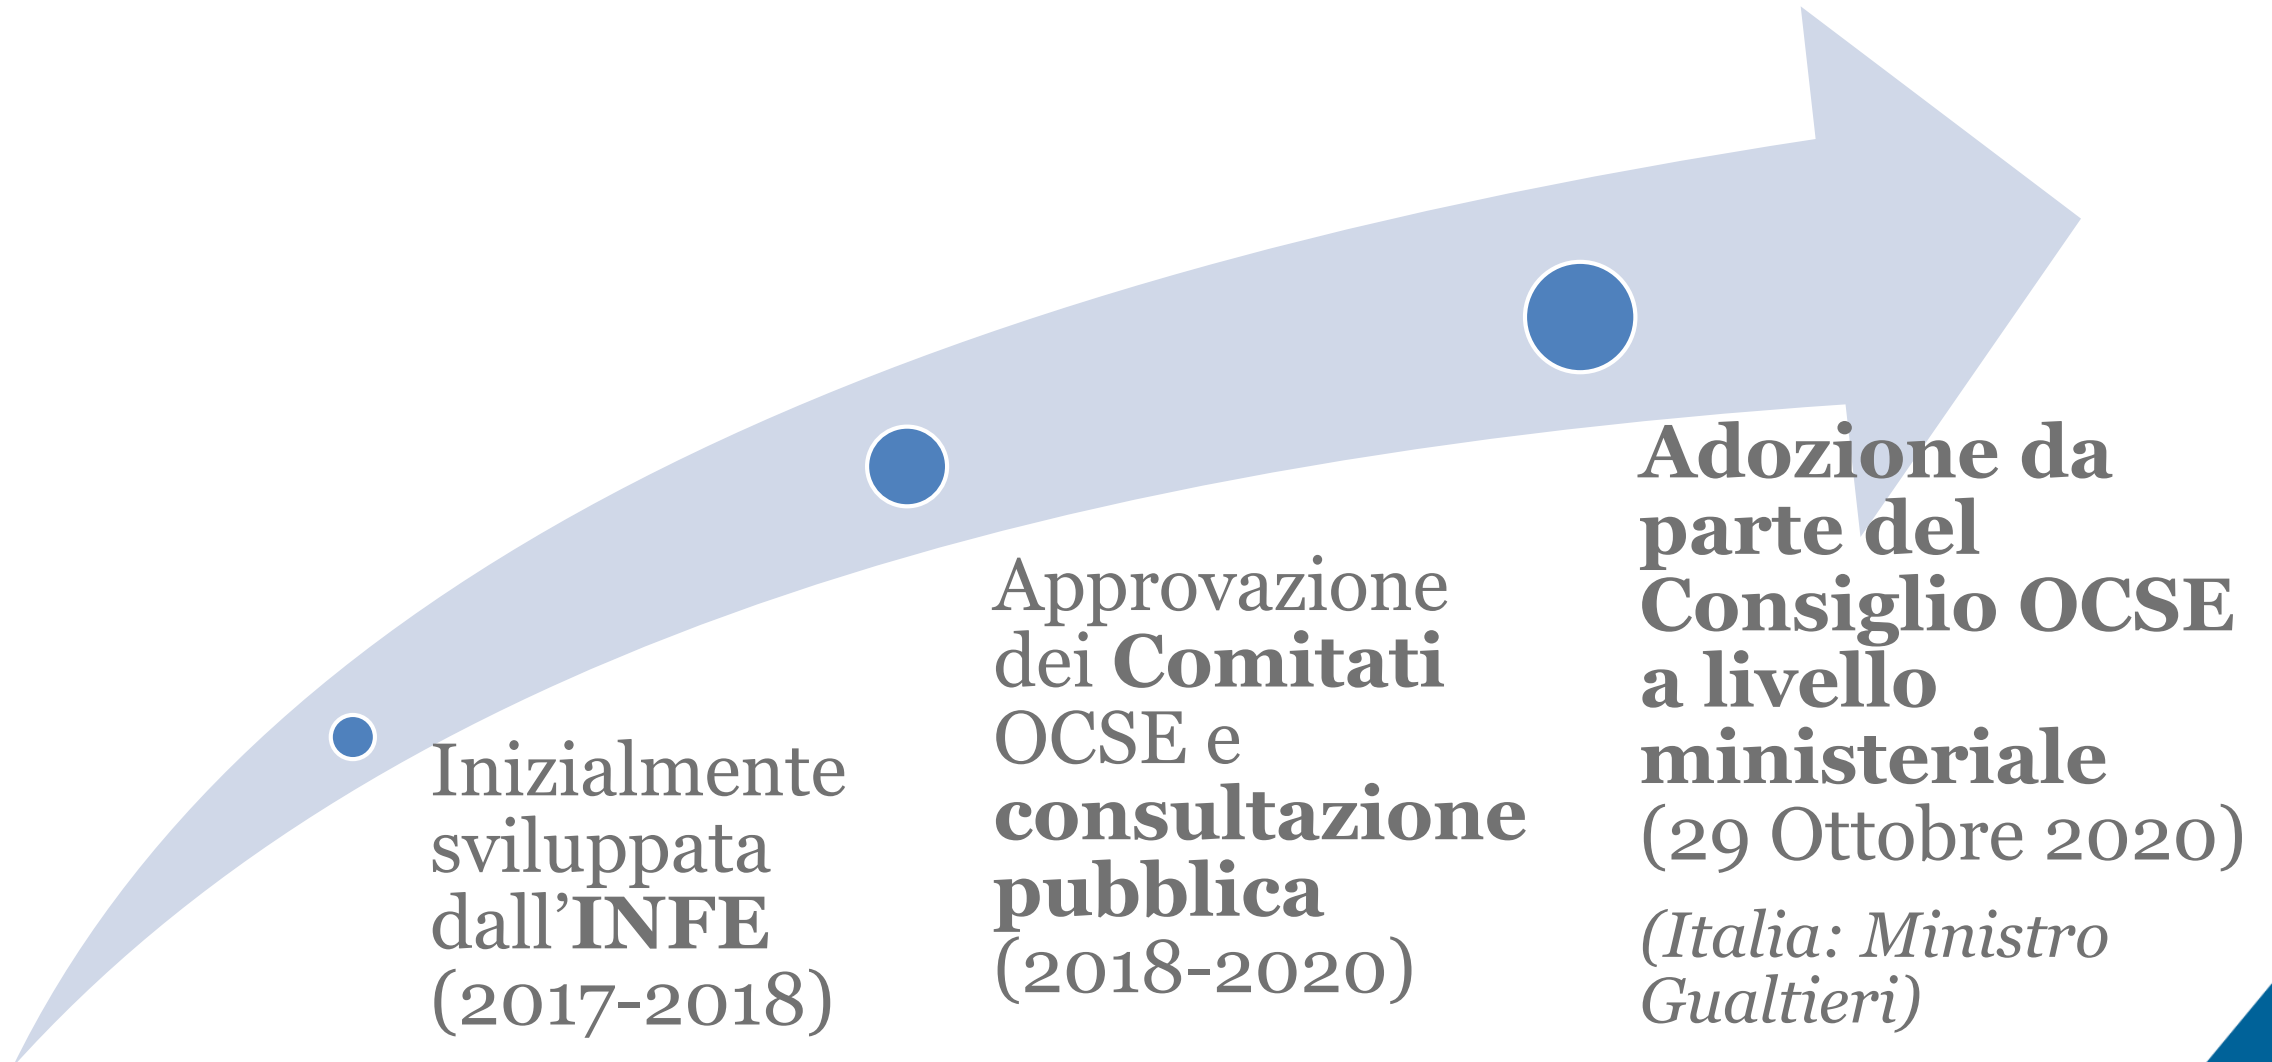 Inizialmente
sviluppata
dall’INFE
(2017-2018)
Approvazione
dei Comitati
OCSE e
consultazione
pubblica
(2018-2020)
Adozione da
parte del
Consiglio OCSE
a livello
ministeriale
(29 Ottobre 2020)
(Italia: Ministro
Gualtieri)